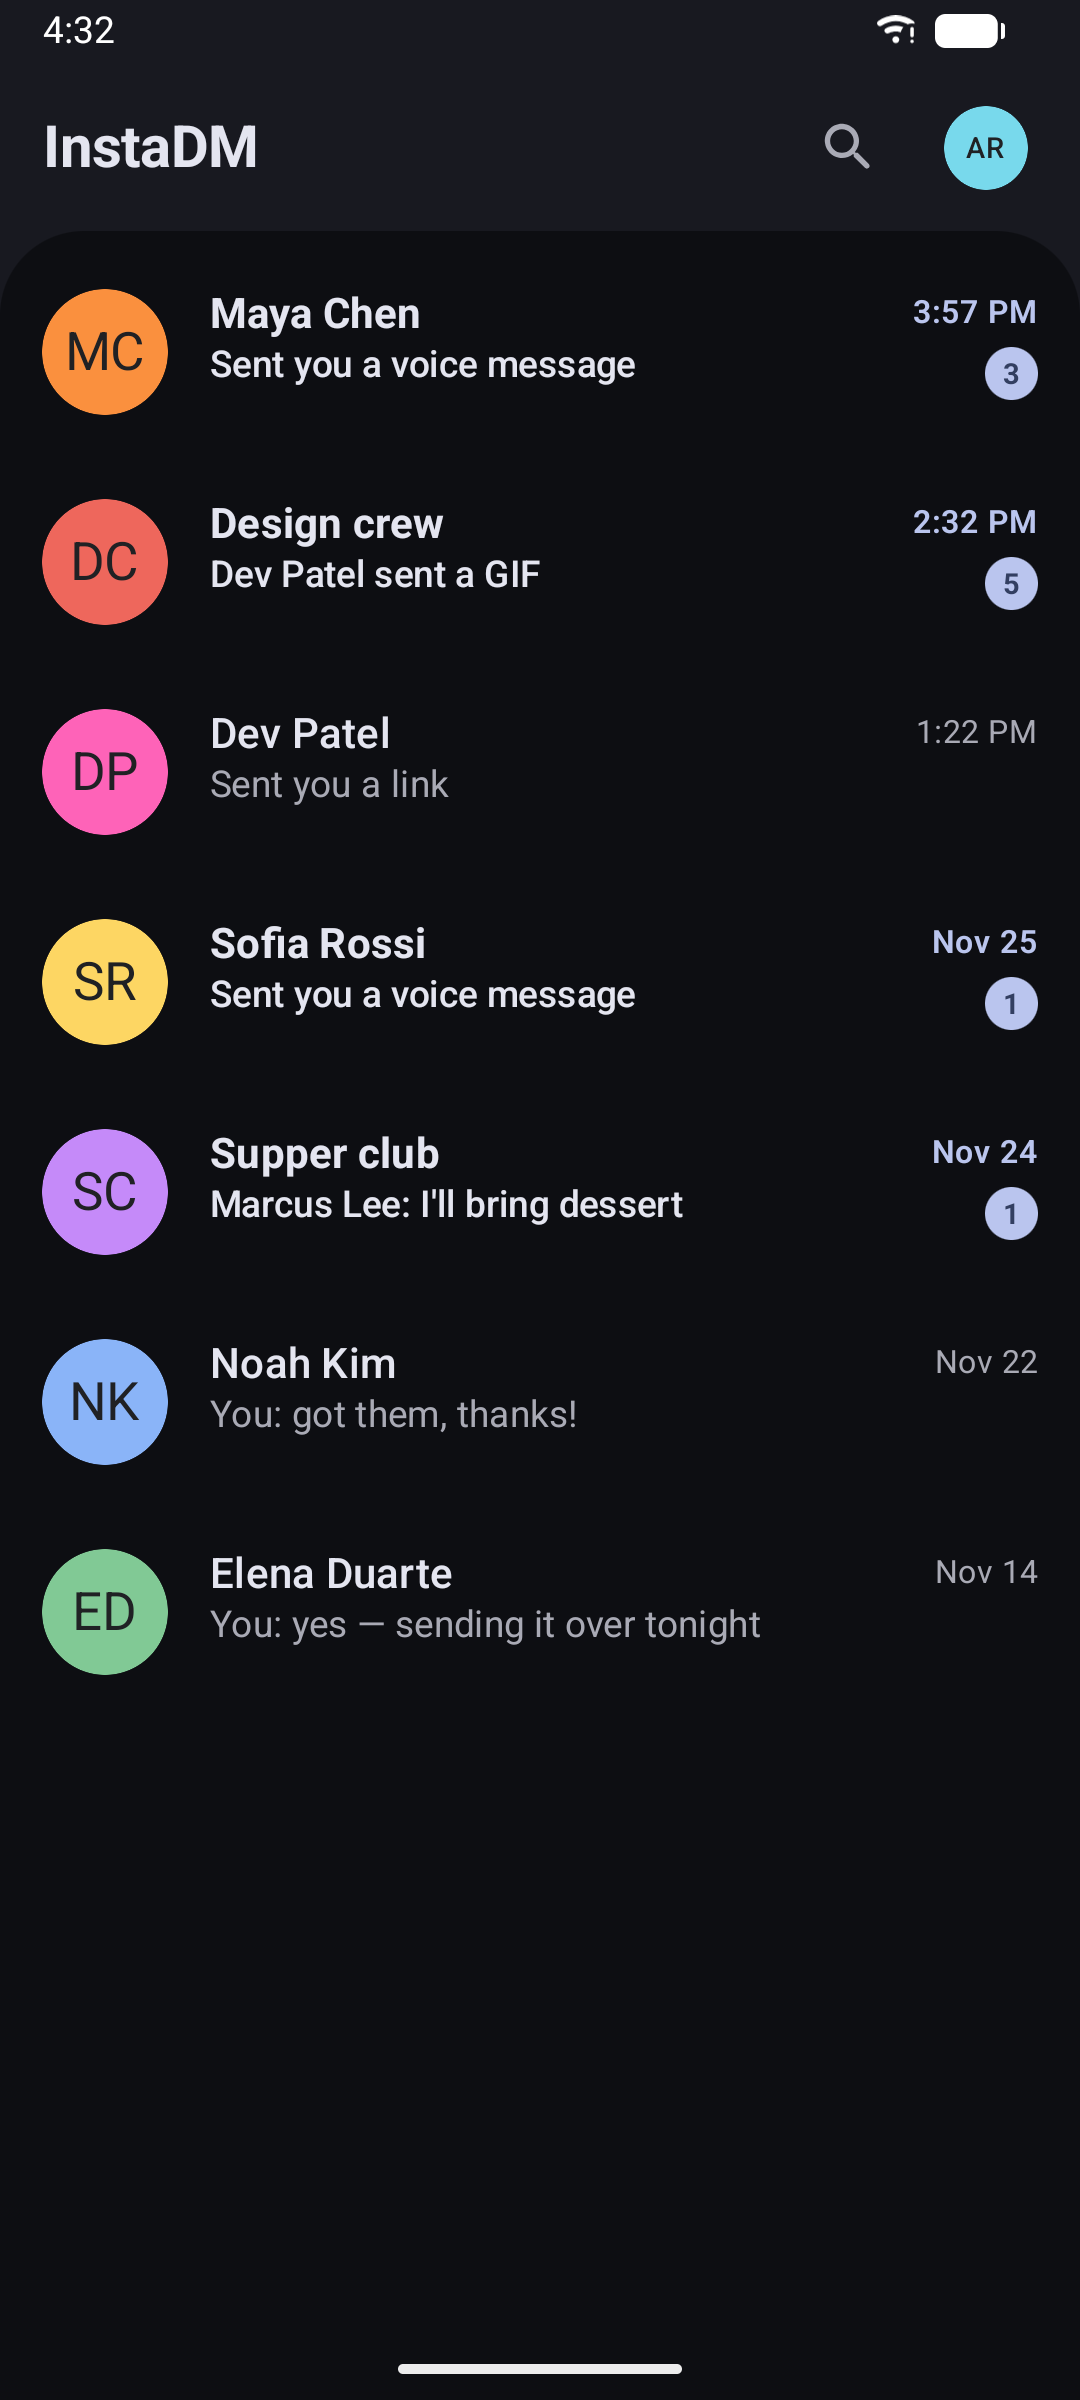 4:32
InstaDM
AR
MC
Maya Chen
3:57 PM
Sent you a voice message
3
DC
Design crew
2:32 PM
Dev Patel sent a GIF
5
DP
Dev Patel
1:22 PM
Sent you a link
SR
Sofia Rossi
Nov 25
Sent you a voice message
1
SC
Supper club
Nov 24
Marcus Lee: I'll bring dessert
1
NK
Noah Kim
Nov 22
You: got them, thanks!
ED
Elena Duarte
Nov 14
You: yes — sending it over tonight